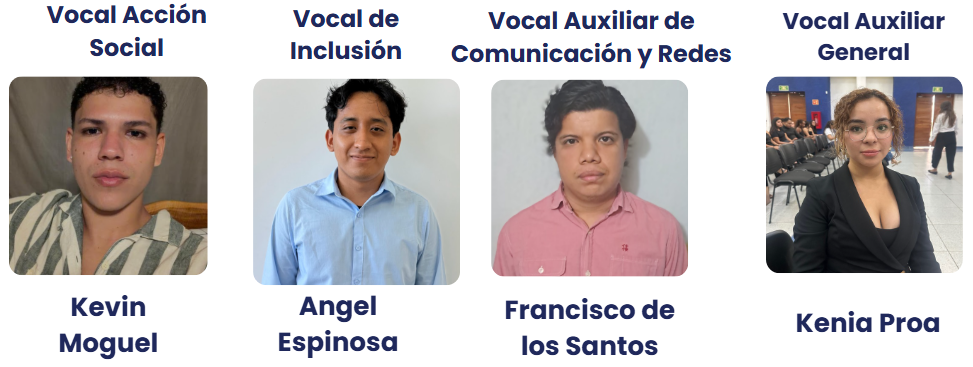 Vocal Acción
Social
Vocal de
Inclusión
Vocal Auxiliar de
Comunicación y Redes
Vocal Auxiliar
General
Kevin
Moguel
Angel
Espinosa
Francisco de
los Santos
Kenia Proa